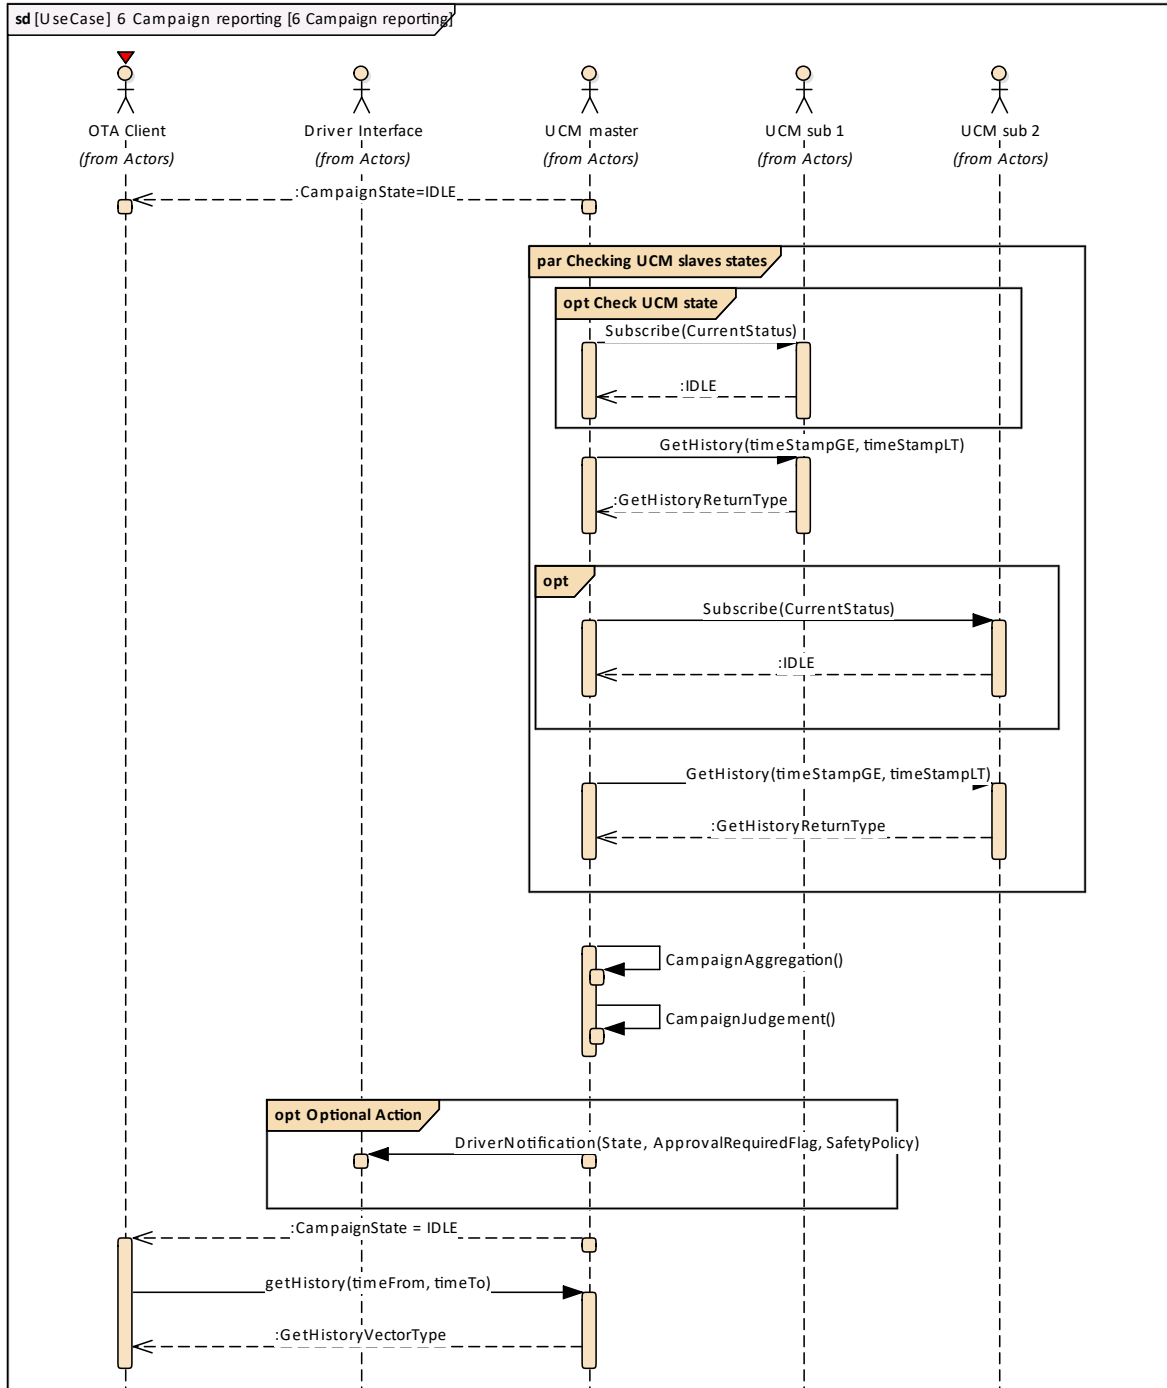 sd [UseCase] 6 Campaign reporting [6 Campaign reporting]
OTA Client
(from Actors)
Driver Interface
(from Actors)
UCM master
(from Actors)
UCM sub 1
(from Actors)
UCM sub 2
(from Actors)
:CampaignState=IDLE
par Checking UCM slaves states
opt Check UCM state
Subscribe(CurrentStatus)
:IDLE
GetHistory(timeStampGE, timeStampLT)
:GetHistoryReturnType
opt
Subscribe(CurrentStatus)
:IDLE
GetHistory(timeStampGE, timeStampLT)
:GetHistoryReturnType
CampaignAggregation()
CampaignJudgement()
opt Optional Action
DriverNotification(State, ApprovalRequiredFlag, SafetyPolicy)
:CampaignState = IDLE
getHistory(timeFrom, timeTo)
:GetHistoryVectorType